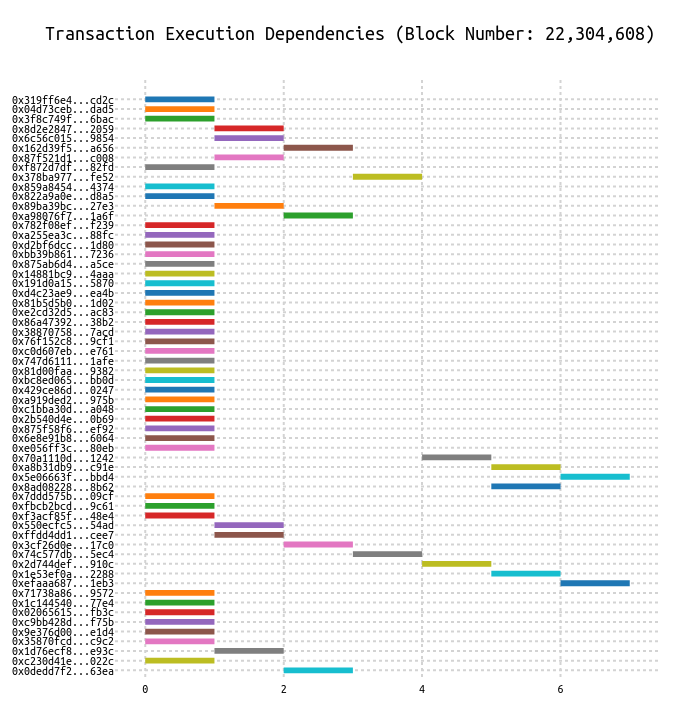 Transaction Execution Dependencies (Block Number: 22,304,608)
0x319ff6e4...cd2c
0x04d73ceb...dad5
0x3f8c749f...6bac
0x8d2e2847...2059
0x6c56c015...9854
0x162d39f5...a656
0x87f521d1...c008
0xf872d7df...82fd
0x378ba977...fe52
0x859a8454...4374
0x822a9a0e...d8a5
0x89ba39bc...27e3
0xa98076f7...1a6f
0x782f08ef...f239
0xa255ea3c...88fc
0xd2bf6dcc...1d80
0xbb39b861...7236
0x875ab6d4...a5ce
0x14881bc9...4aaa
0x191d0a15...5870
0xd4c23ae9...ea4b
0x81b5d5b0...1d02
0xe2cd32d5...ac83
0x86a47392...38b2
0x38870758...7acd
0x76f152c8...9cf1
0xc0d607eb...e761
0x747d6111...1afe
0x81d00faa...9382
0xbc8ed065...bb0d
0x429ce86d...0247
0xa919ded2...975b
0xc1bba30d...a048
0x2b540d4e...0b69
0x875f58f6...ef92
0x6e8e91b8...6064
0xe056ff3c...80eb
0x70a1110d...1242
0xa8b31db9...c91e
0x5e06663f...bbd4
0x8ad08228...8b62
0x7ddd575b...09cf
0xfbcb2bcd...9c61
0xf3acf85f...48e4
0x550ecfc5...54ad
0xffdd4dd1...cee7
0x3cf26d0e...17c0
0x74c577db...5ec4
0x2d744def...910c
0x1e53ef0a...2288
0xefaaa687...1eb3
0x71738a86...9572
0x1c144540...77e4
0x02065615...fb3c
0xc9bb428d...f75b
0x9e376d00...e1d4
0x35870fcd...c9c2
0x1d76ecf8...e93c
0xc230d41e...022c
0x0dedd7f2...63ea
0 2 4 6